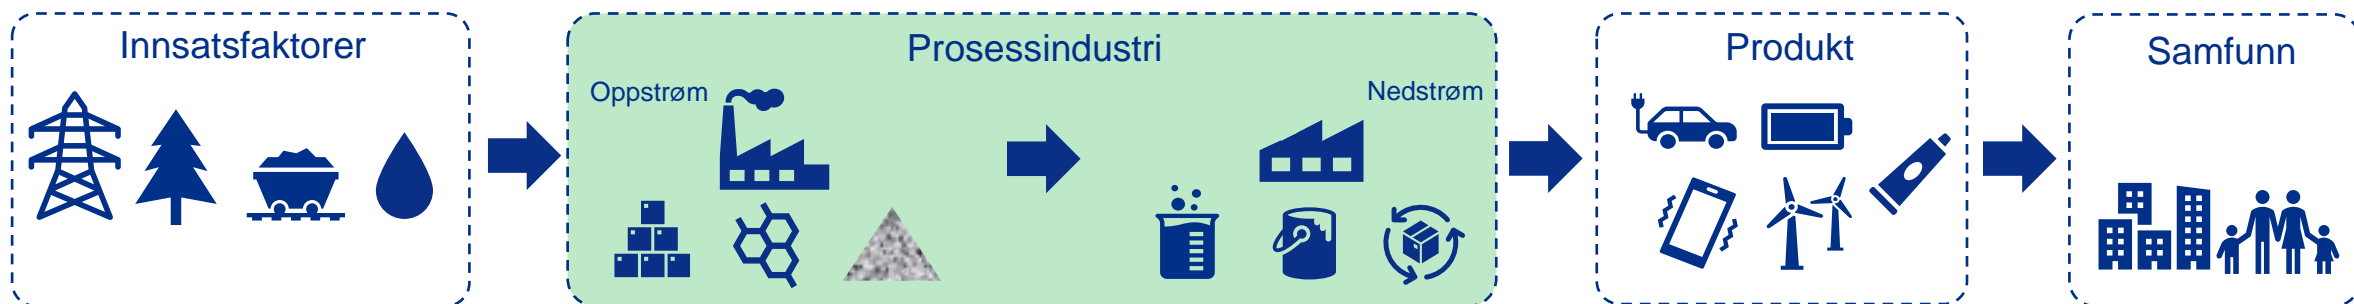 Innsatsfaktorer
Prosessindustri
Oppstrøm
Nedstrøm
Produkt
Samfunn